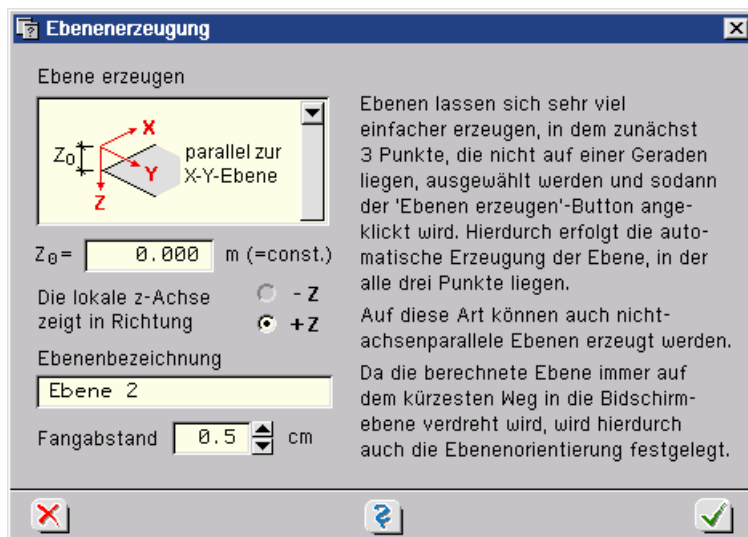 Ebenenerzeugung
Ebene erzeugen
X
Z0
Y
Z
parallel zur
X-Y-Ebene
Z0= 0.000 m (=const.)
Die lokale z-Achse
zeigt in Richtung
- Z
+Z
Ebenenbezeichnung
Ebene 2
Fangabstand 0.5 cm
Ebenen lassen sich sehr viel
einfacher erzeugen, in dem zunächst
3 Punkte, die nicht auf einer Geraden
liegen, ausgewählt werden und sodann
der 'Ebenen erzeugen'-Button ange-
klickt wird. Hierdurch erfolgt die auto-
matische Erzeugung der Ebene, in der
alle drei Punkte liegen.
Auf diese Art können auch nicht-
achsenparallele Ebenen erzeugt werden.
Da die berechnete Ebene immer auf
dem kürzesten Weg in die Bidschirm-
ebene verdreht wird, wird hierdurch
auch die Ebenenorientierung festgelegt.